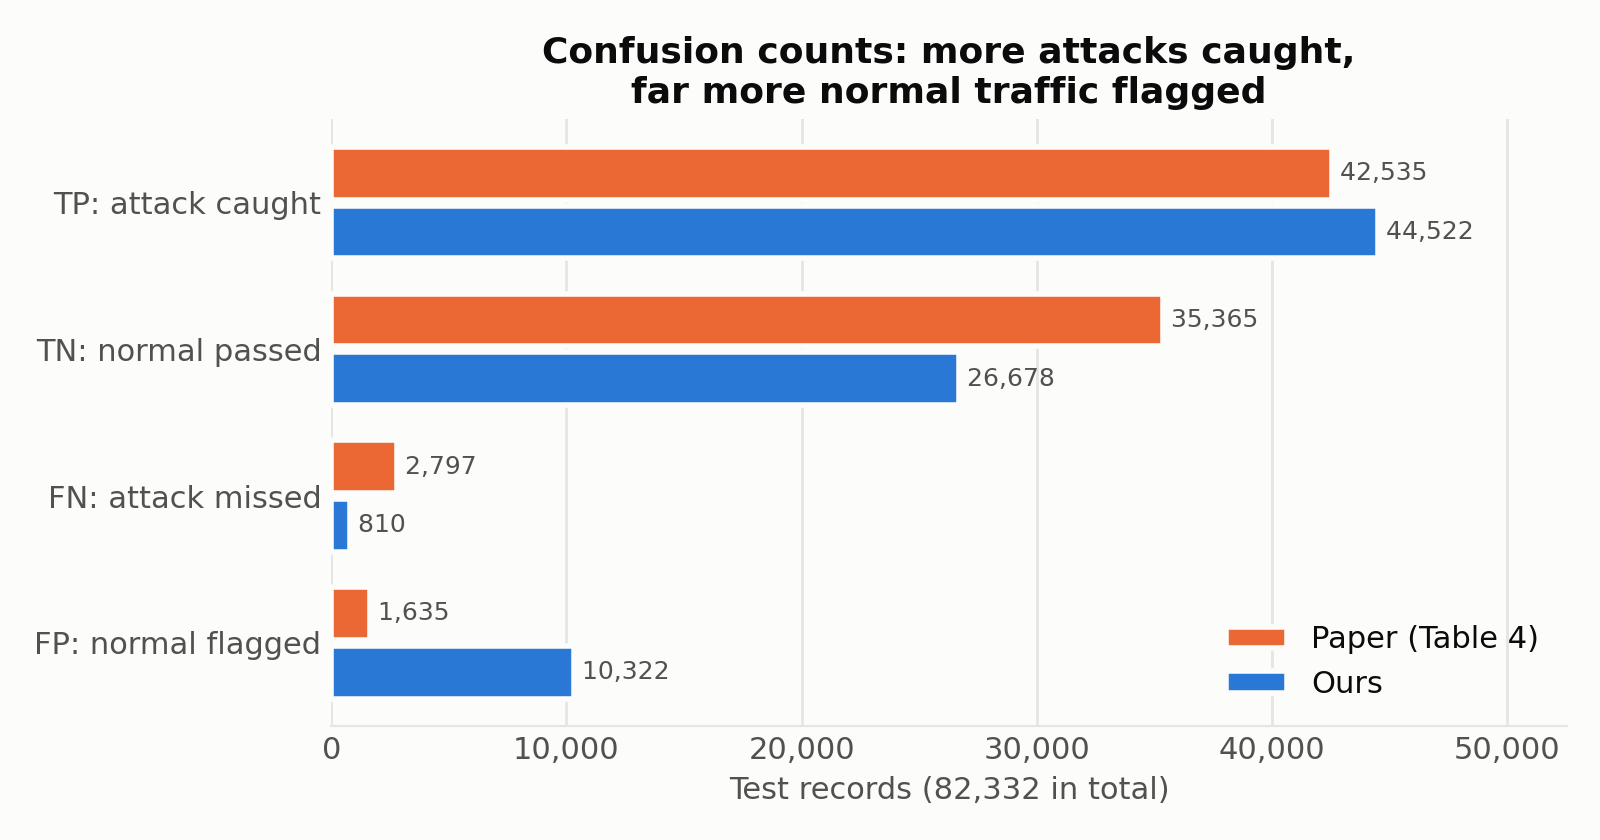 Confusion counts: more attacks caught,
far more normal traffic flagged
TP: attack caught
42,535
44,522
TN: normal passed
35,365
26,678
FN: attack missed
2,797
810
FP: normal flagged
1,635
10,322
Paper (Table 4)
Ours
0 10,000 20,000 30,000 40,000 50,000
Test records (82,332 in total)